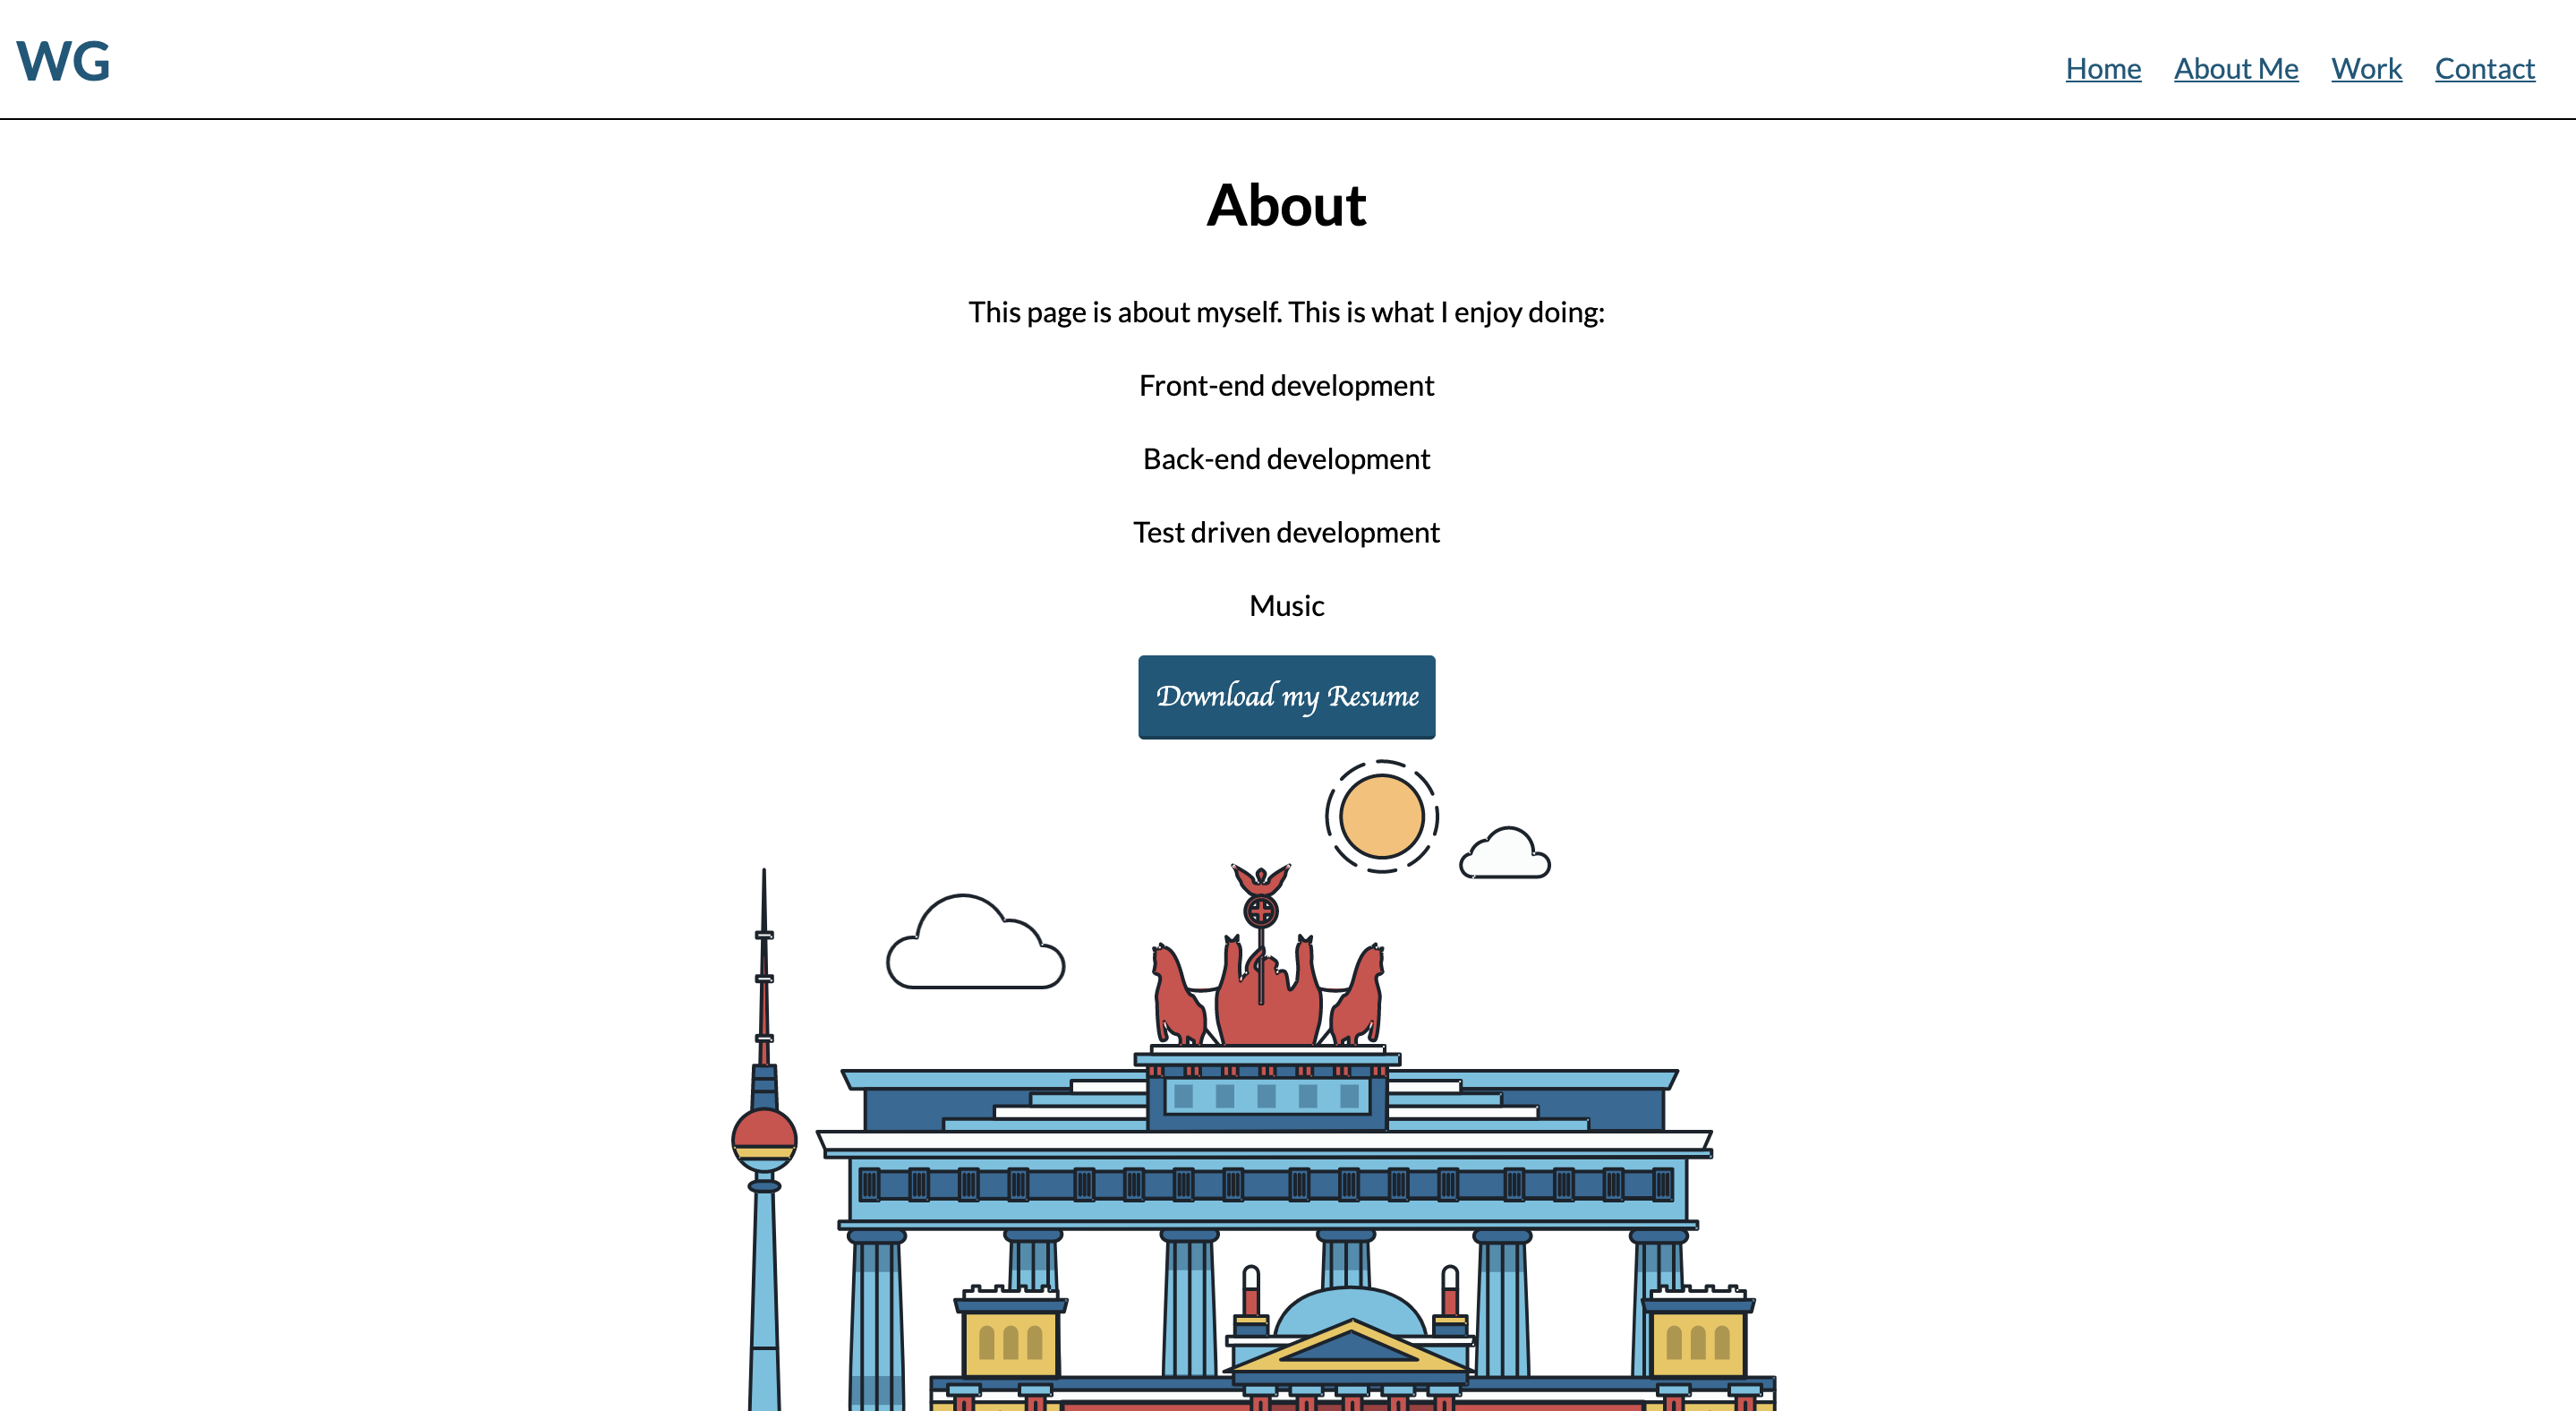 WG
Home About Me Work Contact
About
This page is about myself. This is what I enjoy doing:
Front-end development
Back-end development
Test driven development
Music
Download my Resume